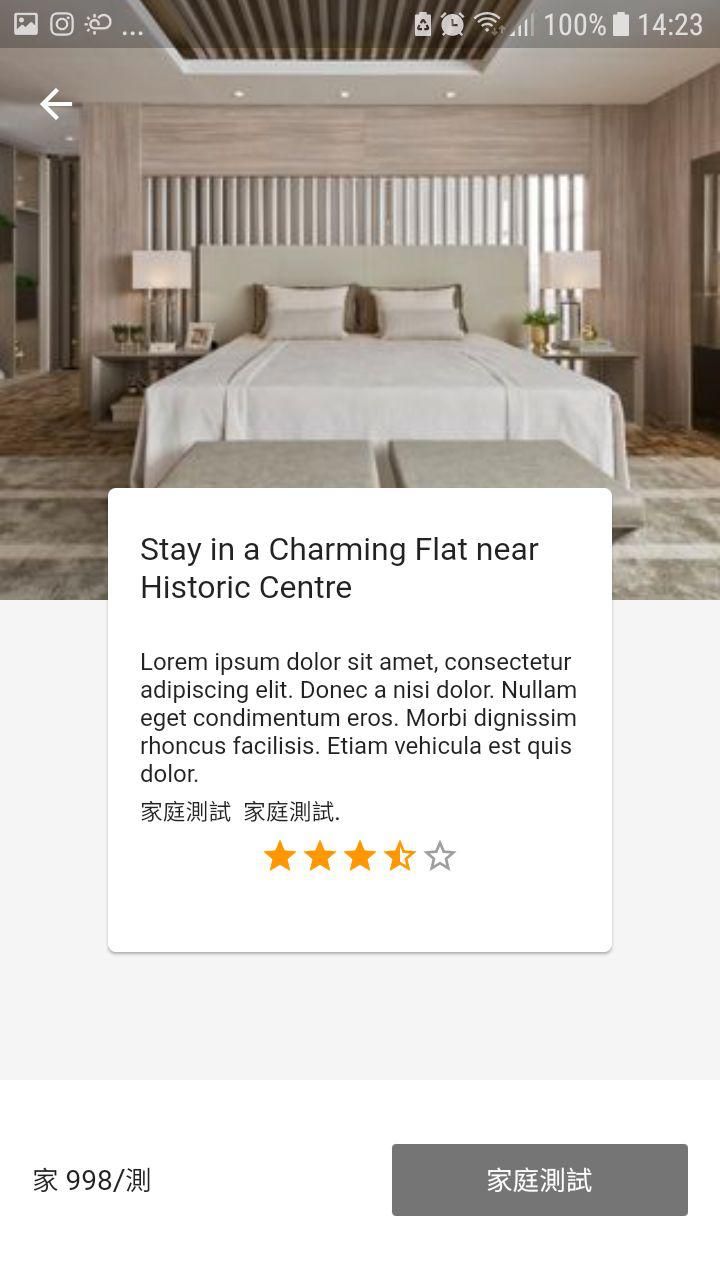 ... 100% 14:23
Stay in a Charming Flat near
Historic Centre
Lorem ipsum dolor sit amet, consectetur
adipiscing elit. Donec a nisi dolor. Nullam
eget condimentum eros. Morbi dignissim
rhoncus facilisis. Etiam vehicula est quis
dolor.
家庭測試 家庭測試.
家 998/測 家庭測試